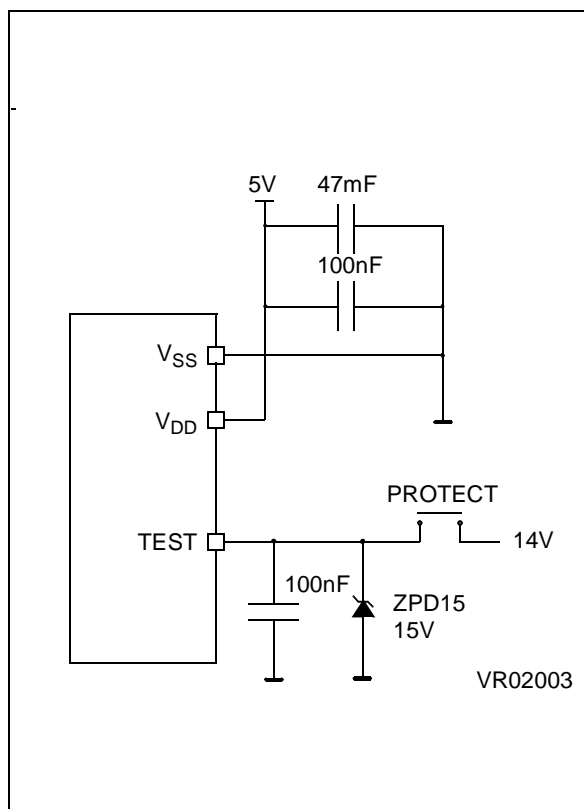 5V 47mF
100nF
VSS
VDD
PROTECT
TEST
14V
100nF
ZPD15
15V
VR02003